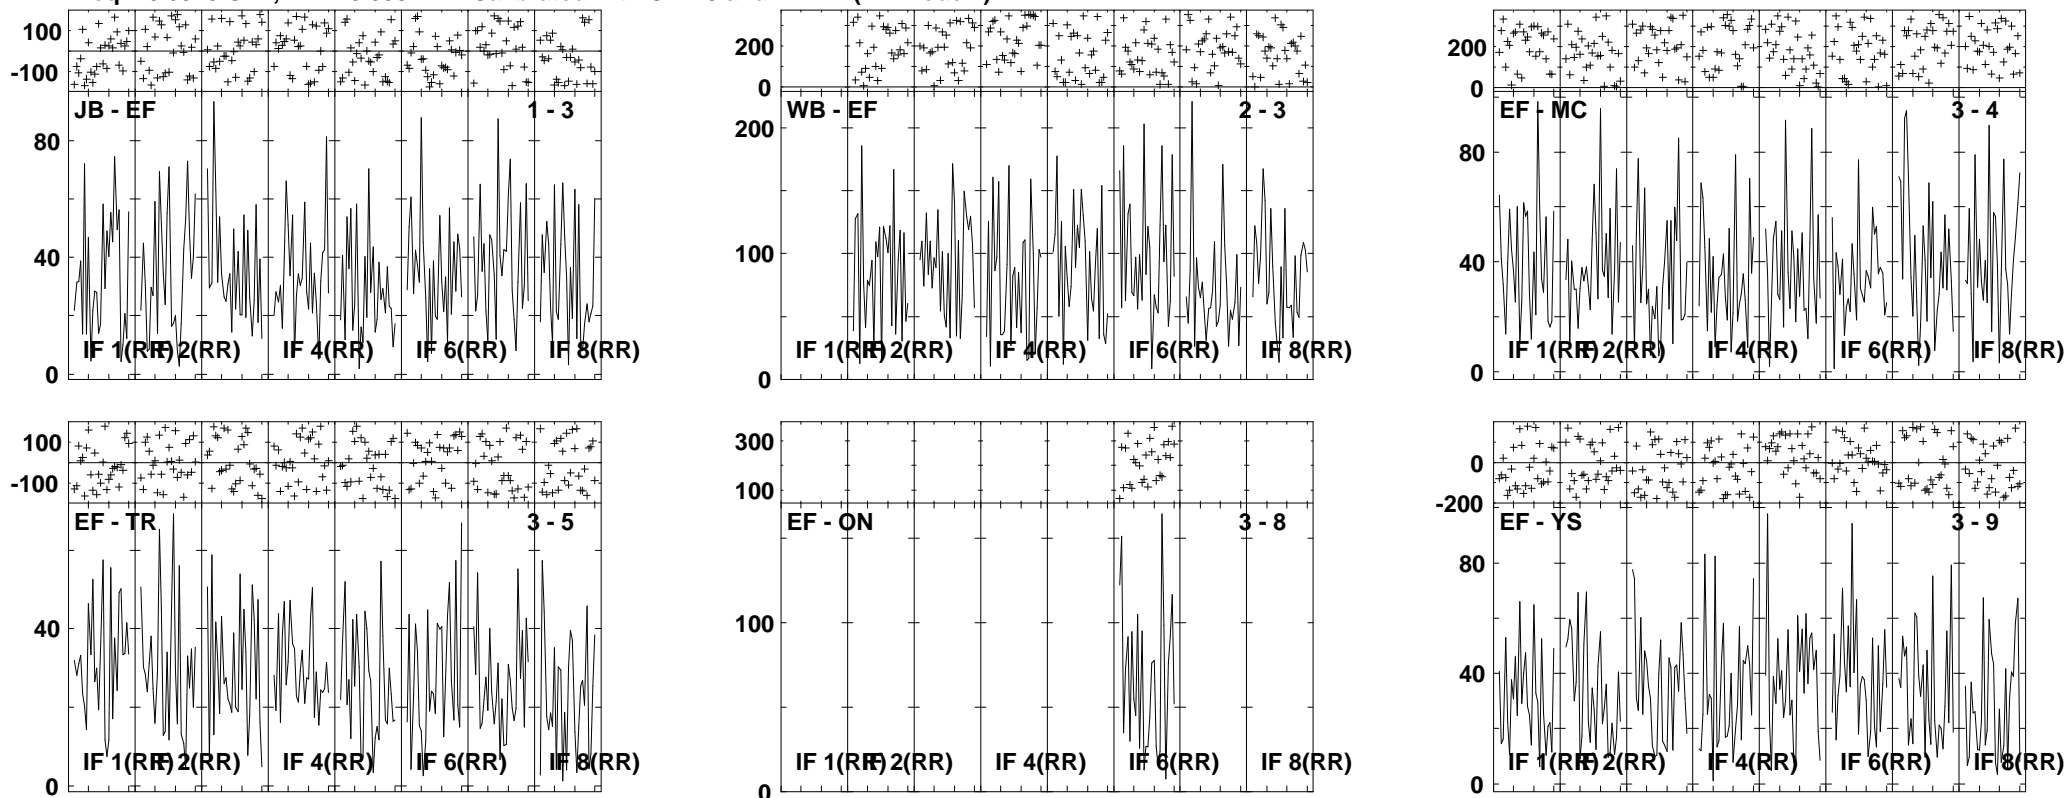 100
-100
JB - EF 1 - 3
80
40
0
IF 1(RR) IF 2(RR) IF 4(RR) IF 6(RR) IF 8(RR)
200
0
WB - EF 2 - 3
200
100
0
IF 1(RR) IF 2(RR) IF 4(RR) IF 6(RR) IF 8(RR)
200
0
EF - MC 3 - 4
80
40
0
IF 1(RR) IF 2(RR) IF 4(RR) IF 6(RR) IF 8(RR)
100
-100
EF - TR 3 - 5
40
0
IF 1(RR) IF 2(RR) IF 4(RR) IF 6(RR) IF 8(RR)
300
100
EF - ON 3 - 8
100
0
IF 1(RR) IF 2(RR) IF 4(RR) IF 6(RR) IF 8(RR)
0
-200
EF - YS 3 - 9
80
40
0
IF 1(RR) IF 2(RR) IF 4(RR) IF 6(RR) IF 8(RR)